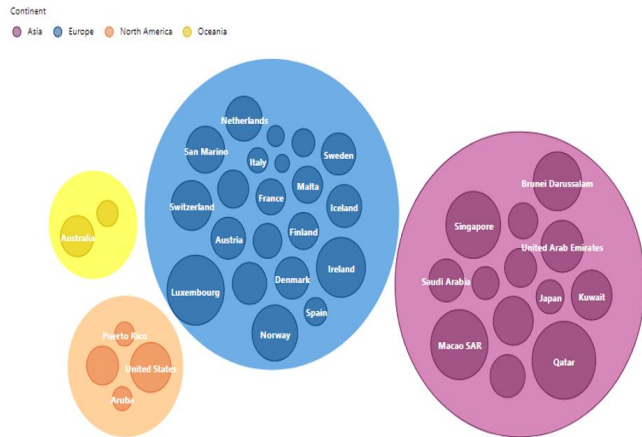 Continent
Asia Europe North America Oceania
Netherlands
San Marino
Italy
Sweden
Malta
Switzerland
France
Iceland
Austria
Finland
Ireland
Luxembourg
Denmark
Spain
Norway
Australia
Puerto Rico
United States
Aruba
Brunei Darussalam
Singapore
United Arab Emirates
Saudi Arabia
Japan
Kuwait
Macao SAR
Qatar